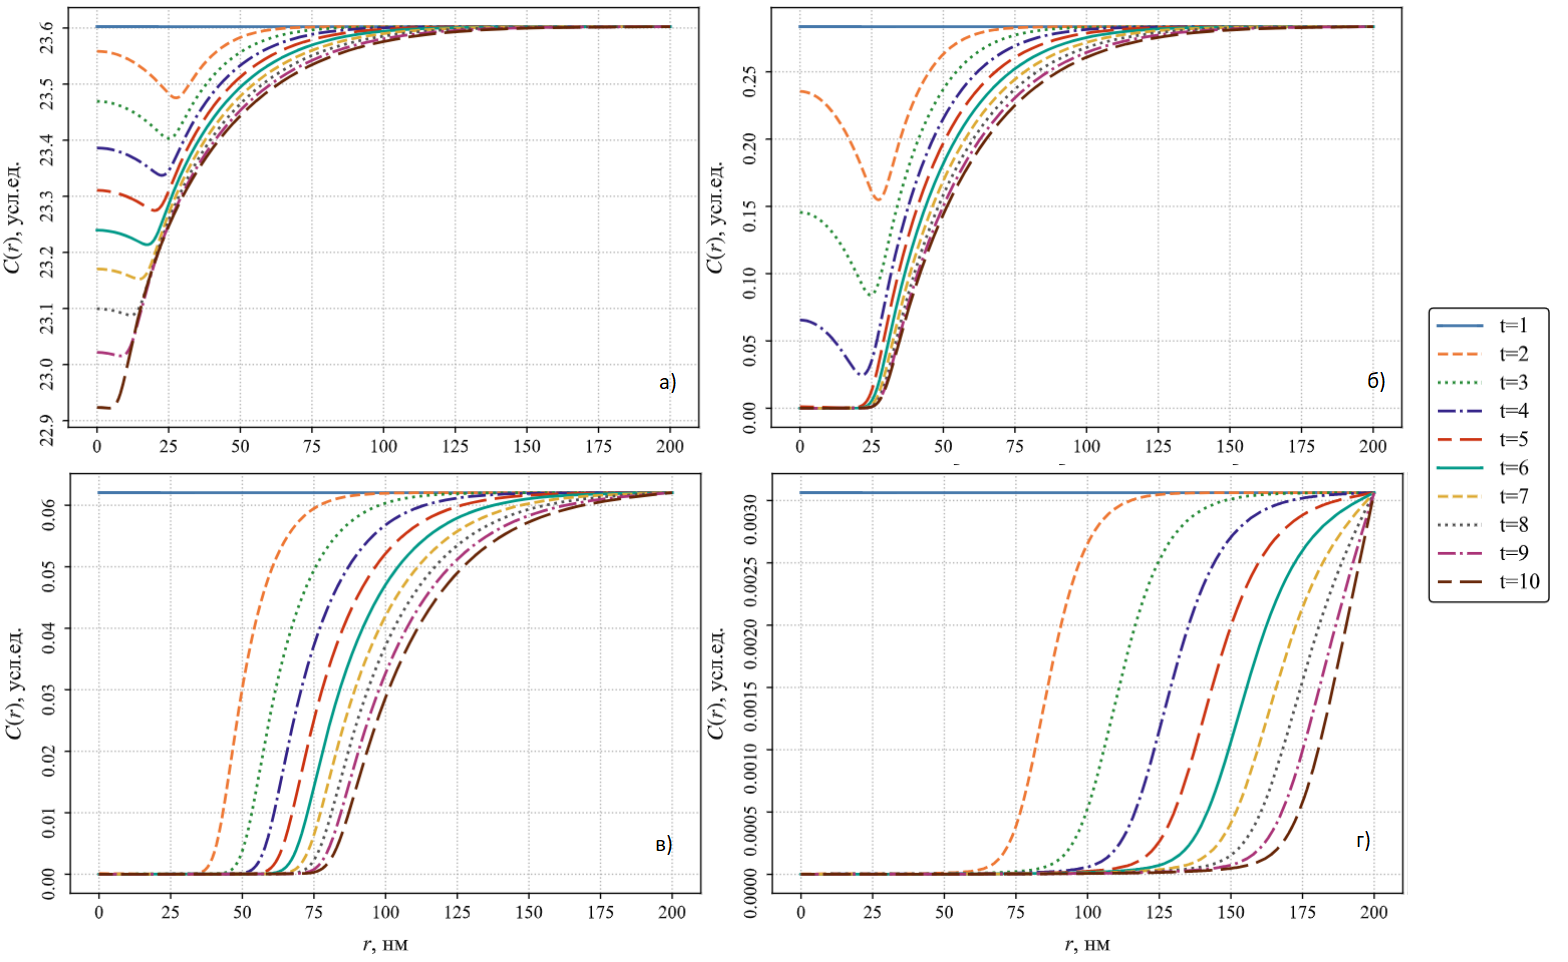 23.6
23.5
23.4
23.3
23.2
23.1
23.0
22.9
C(r), усл.ед.
0 25 50 75 100 125 150 175 200
а)
0.25
0.20
0.15
0.10
0.05
0.00
C(r), усл.ед.
0 25 50 75 100 125 150 175 200
б)
0.06
0.05
0.04
0.03
0.02
0.01
0.00
C(r), усл.ед.
0 25 50 75 100 125 150 175 200
r, нм
в)
0.0030
0.0025
0.0020
0.0015
0.0010
0.0005
0.0000
C(r), усл.ед.
0 25 50 75 100 125 150 175 200
r, нм
г)
t=1
t=2
t=3
t=4
t=5
t=6
t=7
t=8
t=9
t=10